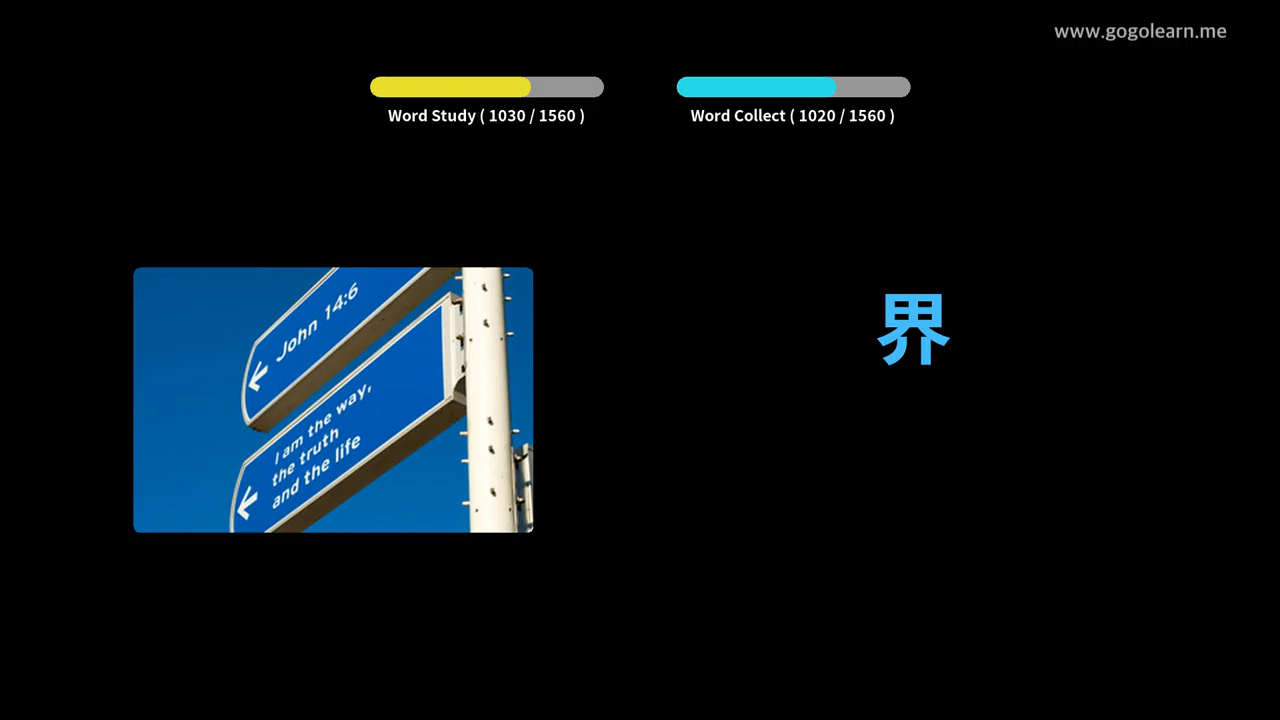 www.gogolearn.me
Word Study ( 1030 / 1560 )
Word Collect ( 1020 / 1560 )
John 14:6
I am the way,
the truth
and the life
界